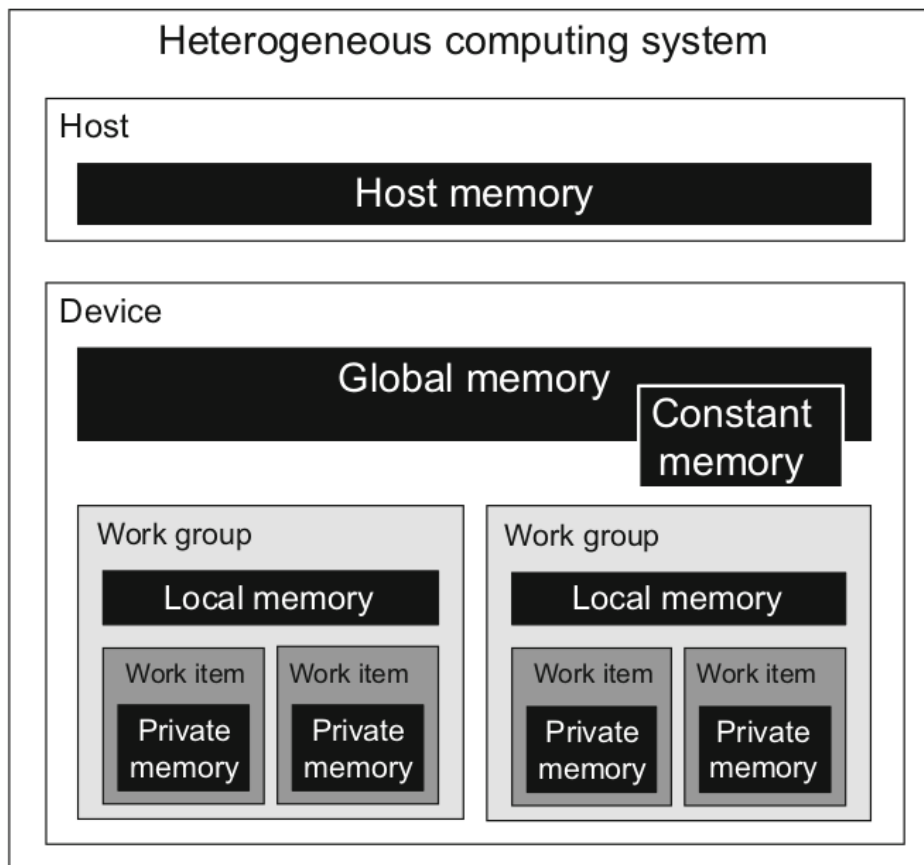 Heterogeneous computing system
Host
Host memory
Device
Global memory
Constant
memory
Work group
Local memory
Work item
Private
memory
Work item
Private
memory
Work group
Local memory
Work item
Private
memory
Work item
Private
memory